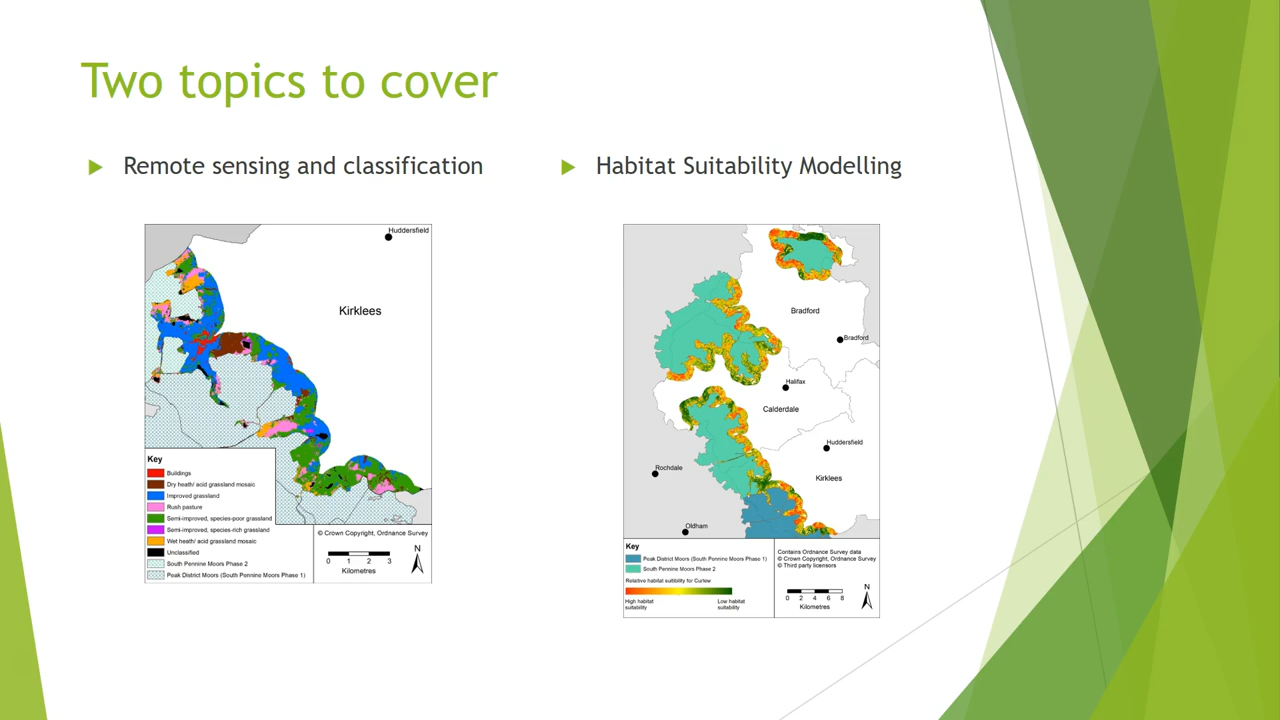 Two topics to cover
Remote sensing and classification
Huddersfield
Kirklees
Key
Buildings
Dry heath/ acid grassland mosaic
Improved grassland
Rush pasture
Semi-improved, species-poor grassland
Semi-improved, species-rich grassland
Wet heath/ acid grassland mosaic
Unclassified
South Pennine Moors Phase 2
Peak District Moors (South Pennine Moors Phase 1)
© Crown Copyright, Ordnance Survey
0 1 2 3
Kilometres
N
Habitat Suitability Modelling
Bradford
Bradford
Halifax
Calderdale
Huddersfield
Rochdale
Kirklees
Oldham
Key
Peak District Moors (South Pennine Moors Phase 1)
South Pennine Moors Phase 2
Relative habitat suitibility for Curlew
High habitat
suitability
Low habitat
suitability
Contains Ordnance Survey data
© Crown Copyright, Ordnance Survey
© Third party licensors
0 2 4 6 8
Kilometres
N